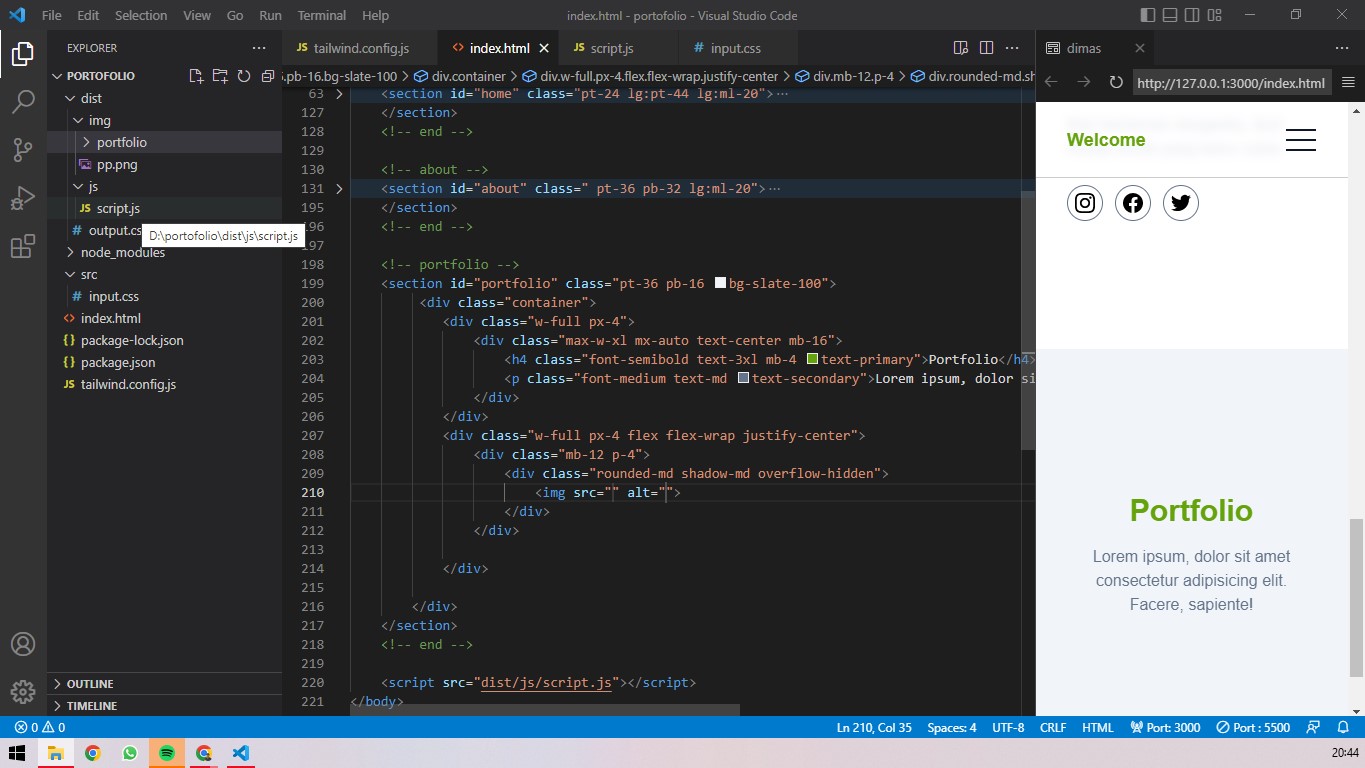 File Edit Selection View Go Run Terminal Help
index.html - portofolio - Visual Studio Code
EXPLORER
PORTOFOLIO
dist
img
portfolio
pp.png
js
JS script.js
# output.cs
D:\portofolio\dist\js\script.js
node_modules
src
# input.css
<> index.html
{} package-lock.json
{} package.json
JS tailwind.config.js
OUTLINE
TIMELINE
JS tailwind.config.js <> index.html JS script.js # input.css
.pb-16.bg-slate-100 > div.container > div.w-full.px-4.flex.flex-wrap.justify-center > div.mb-12.p-4 > div.rounded-md.sh
63 <section id="home" class="pt-24 lg:pt-44 lg:ml-20">…
127 </section>
128 <!-- end -->
129
130 <!-- about -->
131 <section id="about" class=" pt-36 pb-32 lg:ml-20">…
195 </section>
196 <!-- end -->
197
198 <!-- portfolio -->
199 <section id="portfolio" class="pt-36 pb-16 bg-slate-100">
200 <div class="container">
201 <div class="w-full px-4">
202 <div class="max-w-xl mx-auto text-center mb-16">
203 <h4 class="font-semibold text-3xl mb-4 text-primary">Portfolio</h4>
204 <p class="font-medium text-md text-secondary">Lorem ipsum, dolor si
205 </div>
206 </div>
207 <div class="w-full px-4 flex flex-wrap justify-center">
208 <div class="mb-12 p-4">
209 <div class="rounded-md shadow-md overflow-hidden">
210 <img src="" alt="">
211 </div>
212 </div>
213
214 </div>
215
216 </div>
217 </section>
218 <!-- end -->
219
220 <script src="dist/js/script.js"></script>
221 </body>
dimas
http://127.0.0.1:3000/index.html
Welcome
Portfolio
Lorem ipsum, dolor sit amet
consectetur adipisicing elit.
Facere, sapiente!
0 0
Ln 210, Col 35 Spaces: 4 UTF-8 CRLF HTML Port: 3000 Port : 5500
20:44